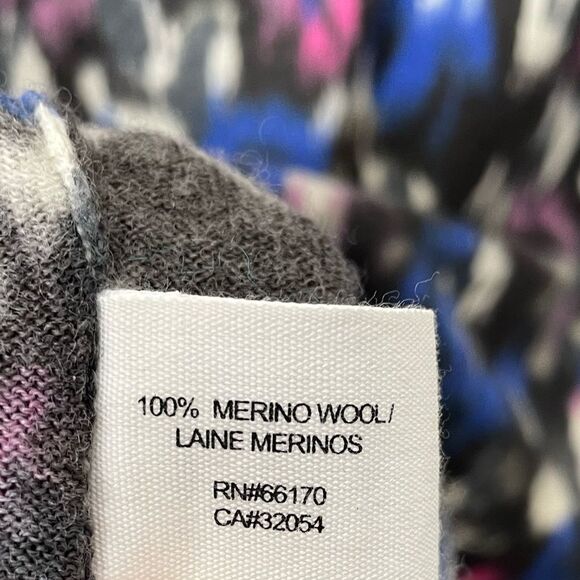 100% MERINO WOOL/
LAINE MERINOS
RN#66170
CA#32054